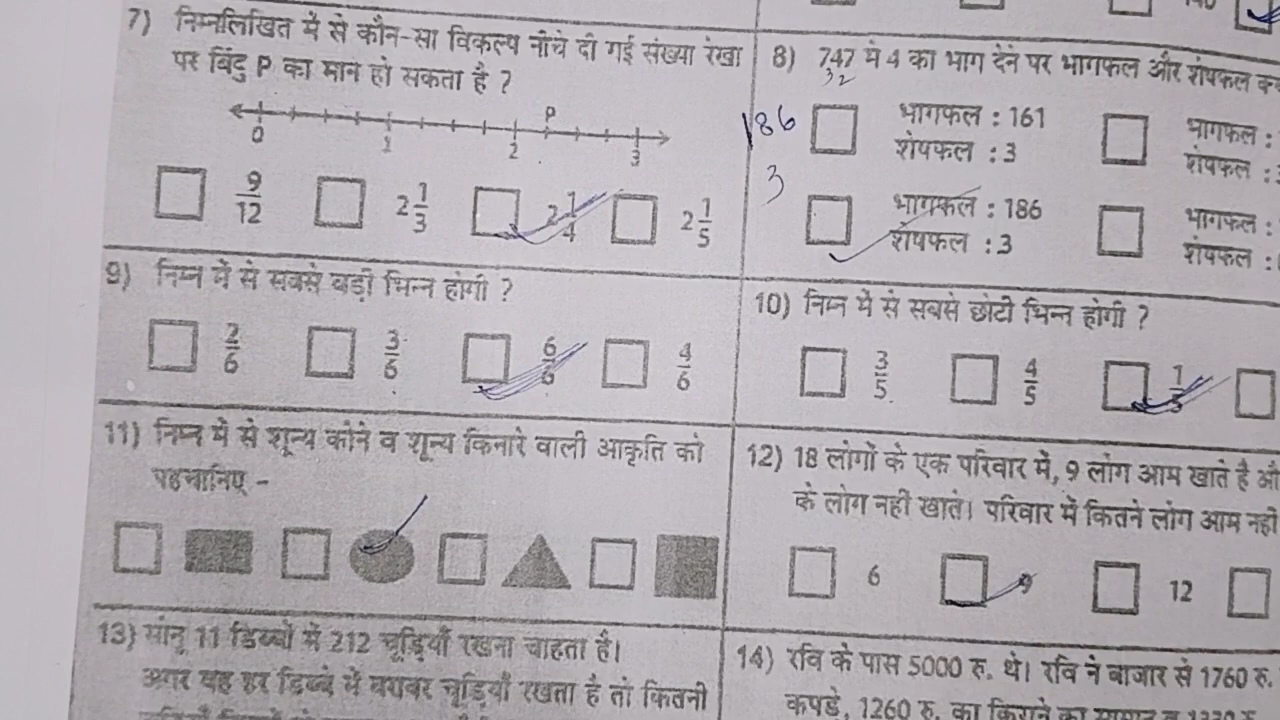 7) निम्नलिखित में से कौन-सा विकल्प नीचे दी गई संख्या रेखा
पर बिंदु P का मान हो सकता है ?
P
0 1 2 3
9/12 2 1/3 2 1/4 2 1/5
8) 747 में 4 का भाग देने पर भागफल और शेषफल
32
186
3
भागफल : 161
शेषफल : 3
भागफल :
शेषफल :
भागफल : 186
शेषफल : 3
भागफल :
शेषफल :
9) निम्न में से सबसे बड़ी भिन्न होगी ?
2/6 3/6 6/6 4/6
10) निम्न में से सबसे छोटी भिन्न होगी ?
3/5 4/5 1/5
11) निम्न में से शून्य कोने व शून्य किनारे वाली आकृति को
पहचानिए -
12) 18 लोगों के एक परिवार में, 9 लोग आम खाते है
के लोग नहीं खाते। परिवार में कितने लोग आम नहीं
6 9 12
13) मोनू 11 डिब्बों में 212 चूड़ियाँ रखना चाहता है।
अगर वह हर डिब्बे में बराबर चूड़ियाँ रखता है तो कितनी
14) रवि के पास 5000 रु. थे। रवि ने बाजार से 1760 रु.
कपडे, 1260 रु. का किराने का